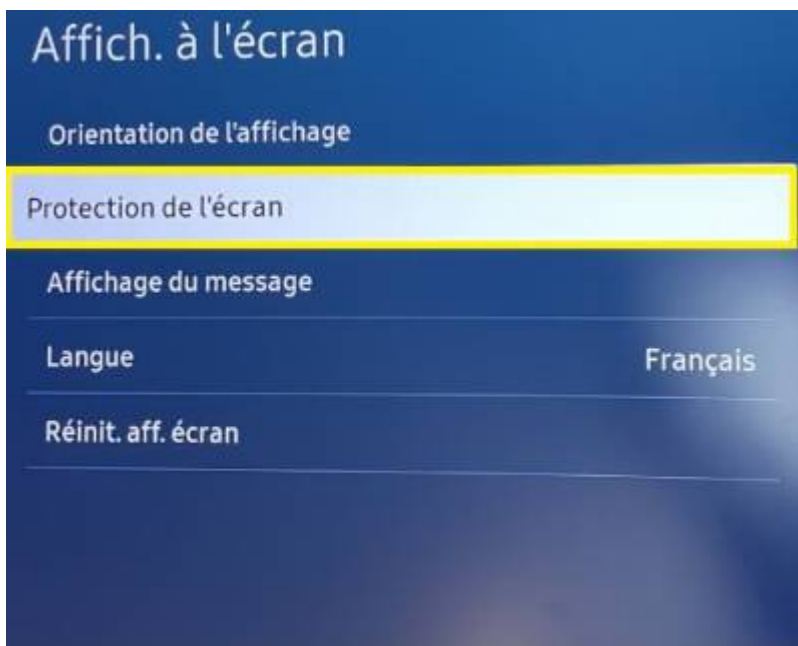 Affich. à l'écran
Orientation de l'affichage
Protection de l'écran
Affichage du message
Langue Français
Réinit. aff. écran